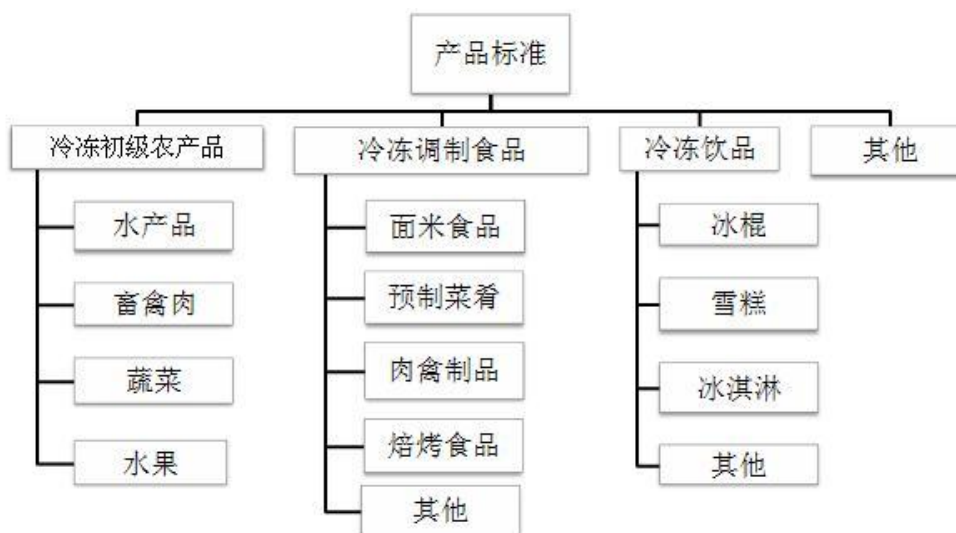 产品标准
冷冻初级农产品
冷冻调制食品
冷冻饮品
其他
水产品
畜禽肉
蔬菜
水果
面米食品
预制菜肴
肉禽制品
焙烤食品
其他
冰棍
雪糕
冰淇淋
其他